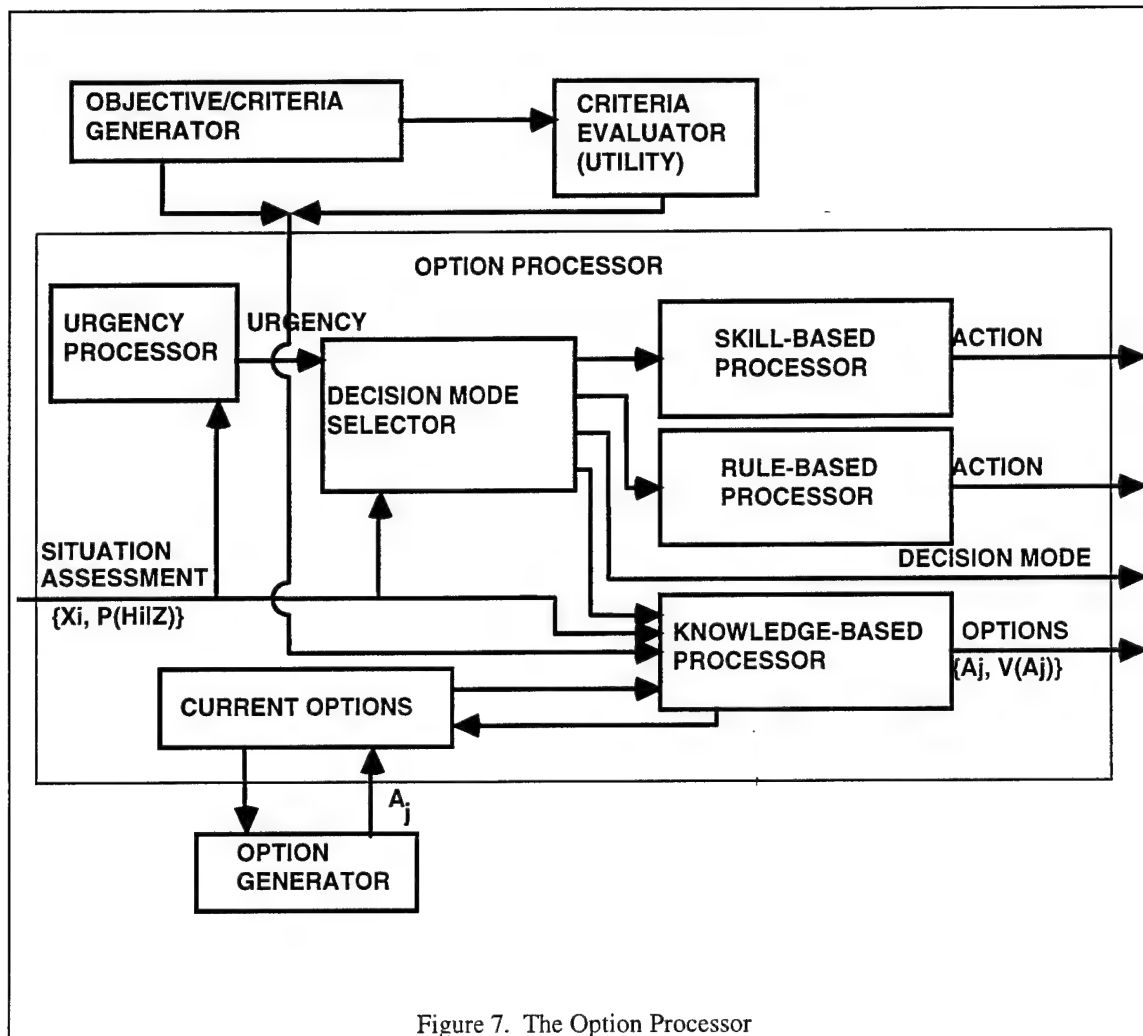 OBJECTIVE/CRITERIA
GENERATOR
CRITERIA
EVALUATOR
(UTILITY)
OPTION PROCESSOR
URGENCY
PROCESSOR
URGENCY
DECISION MODE
SELECTOR
SKILL-BASED
PROCESSOR
ACTION
RULE-BASED
PROCESSOR
ACTION
DECISION MODE
SITUATION
ASSESSMENT
{Xi, P(HilZ)}
KNOWLEDGE-BASED
PROCESSOR
OPTIONS
{Aj, V(Aj)}
CURRENT OPTIONS
Aj
OPTION
GENERATOR
Figure 7. The Option Processor